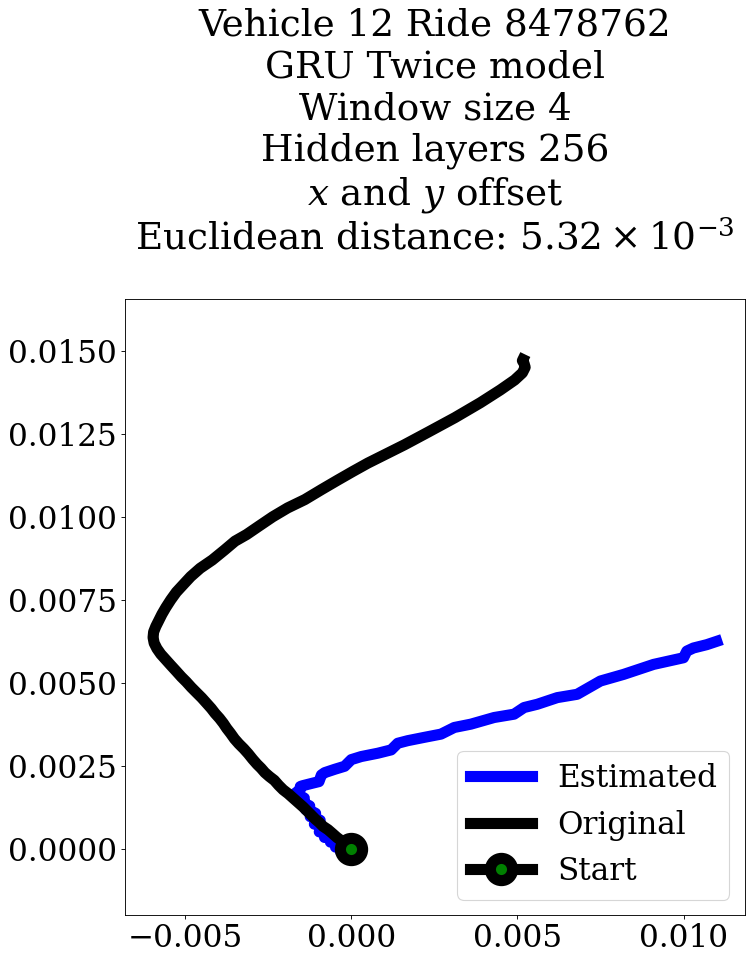 Vehicle 12 Ride 8478762
GRU Twice model
Window size 4
Hidden layers 256
x and y offset
Euclidean distance: 5.32 × 10⁻³
0.0150
0.0125
0.0100
0.0075
0.0050
0.0025
0.0000
Estimated
Original
Start
−0.005 0.000 0.005 0.010